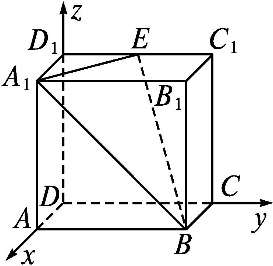 z
D₁ E C₁
A₁ B₁
D C y
A B
x